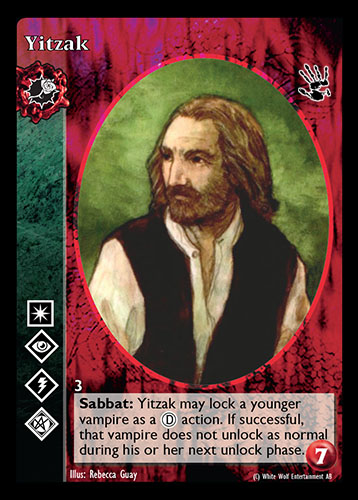 Yitzak
3
Sabbat: Yitzak may lock a younger
vampire as a Ⓓ action. If successful,
that vampire does not unlock as normal
during his or her next unlock phase.
7
Illus: Rebecca Guay
(C) White Wolf Entertainment AB